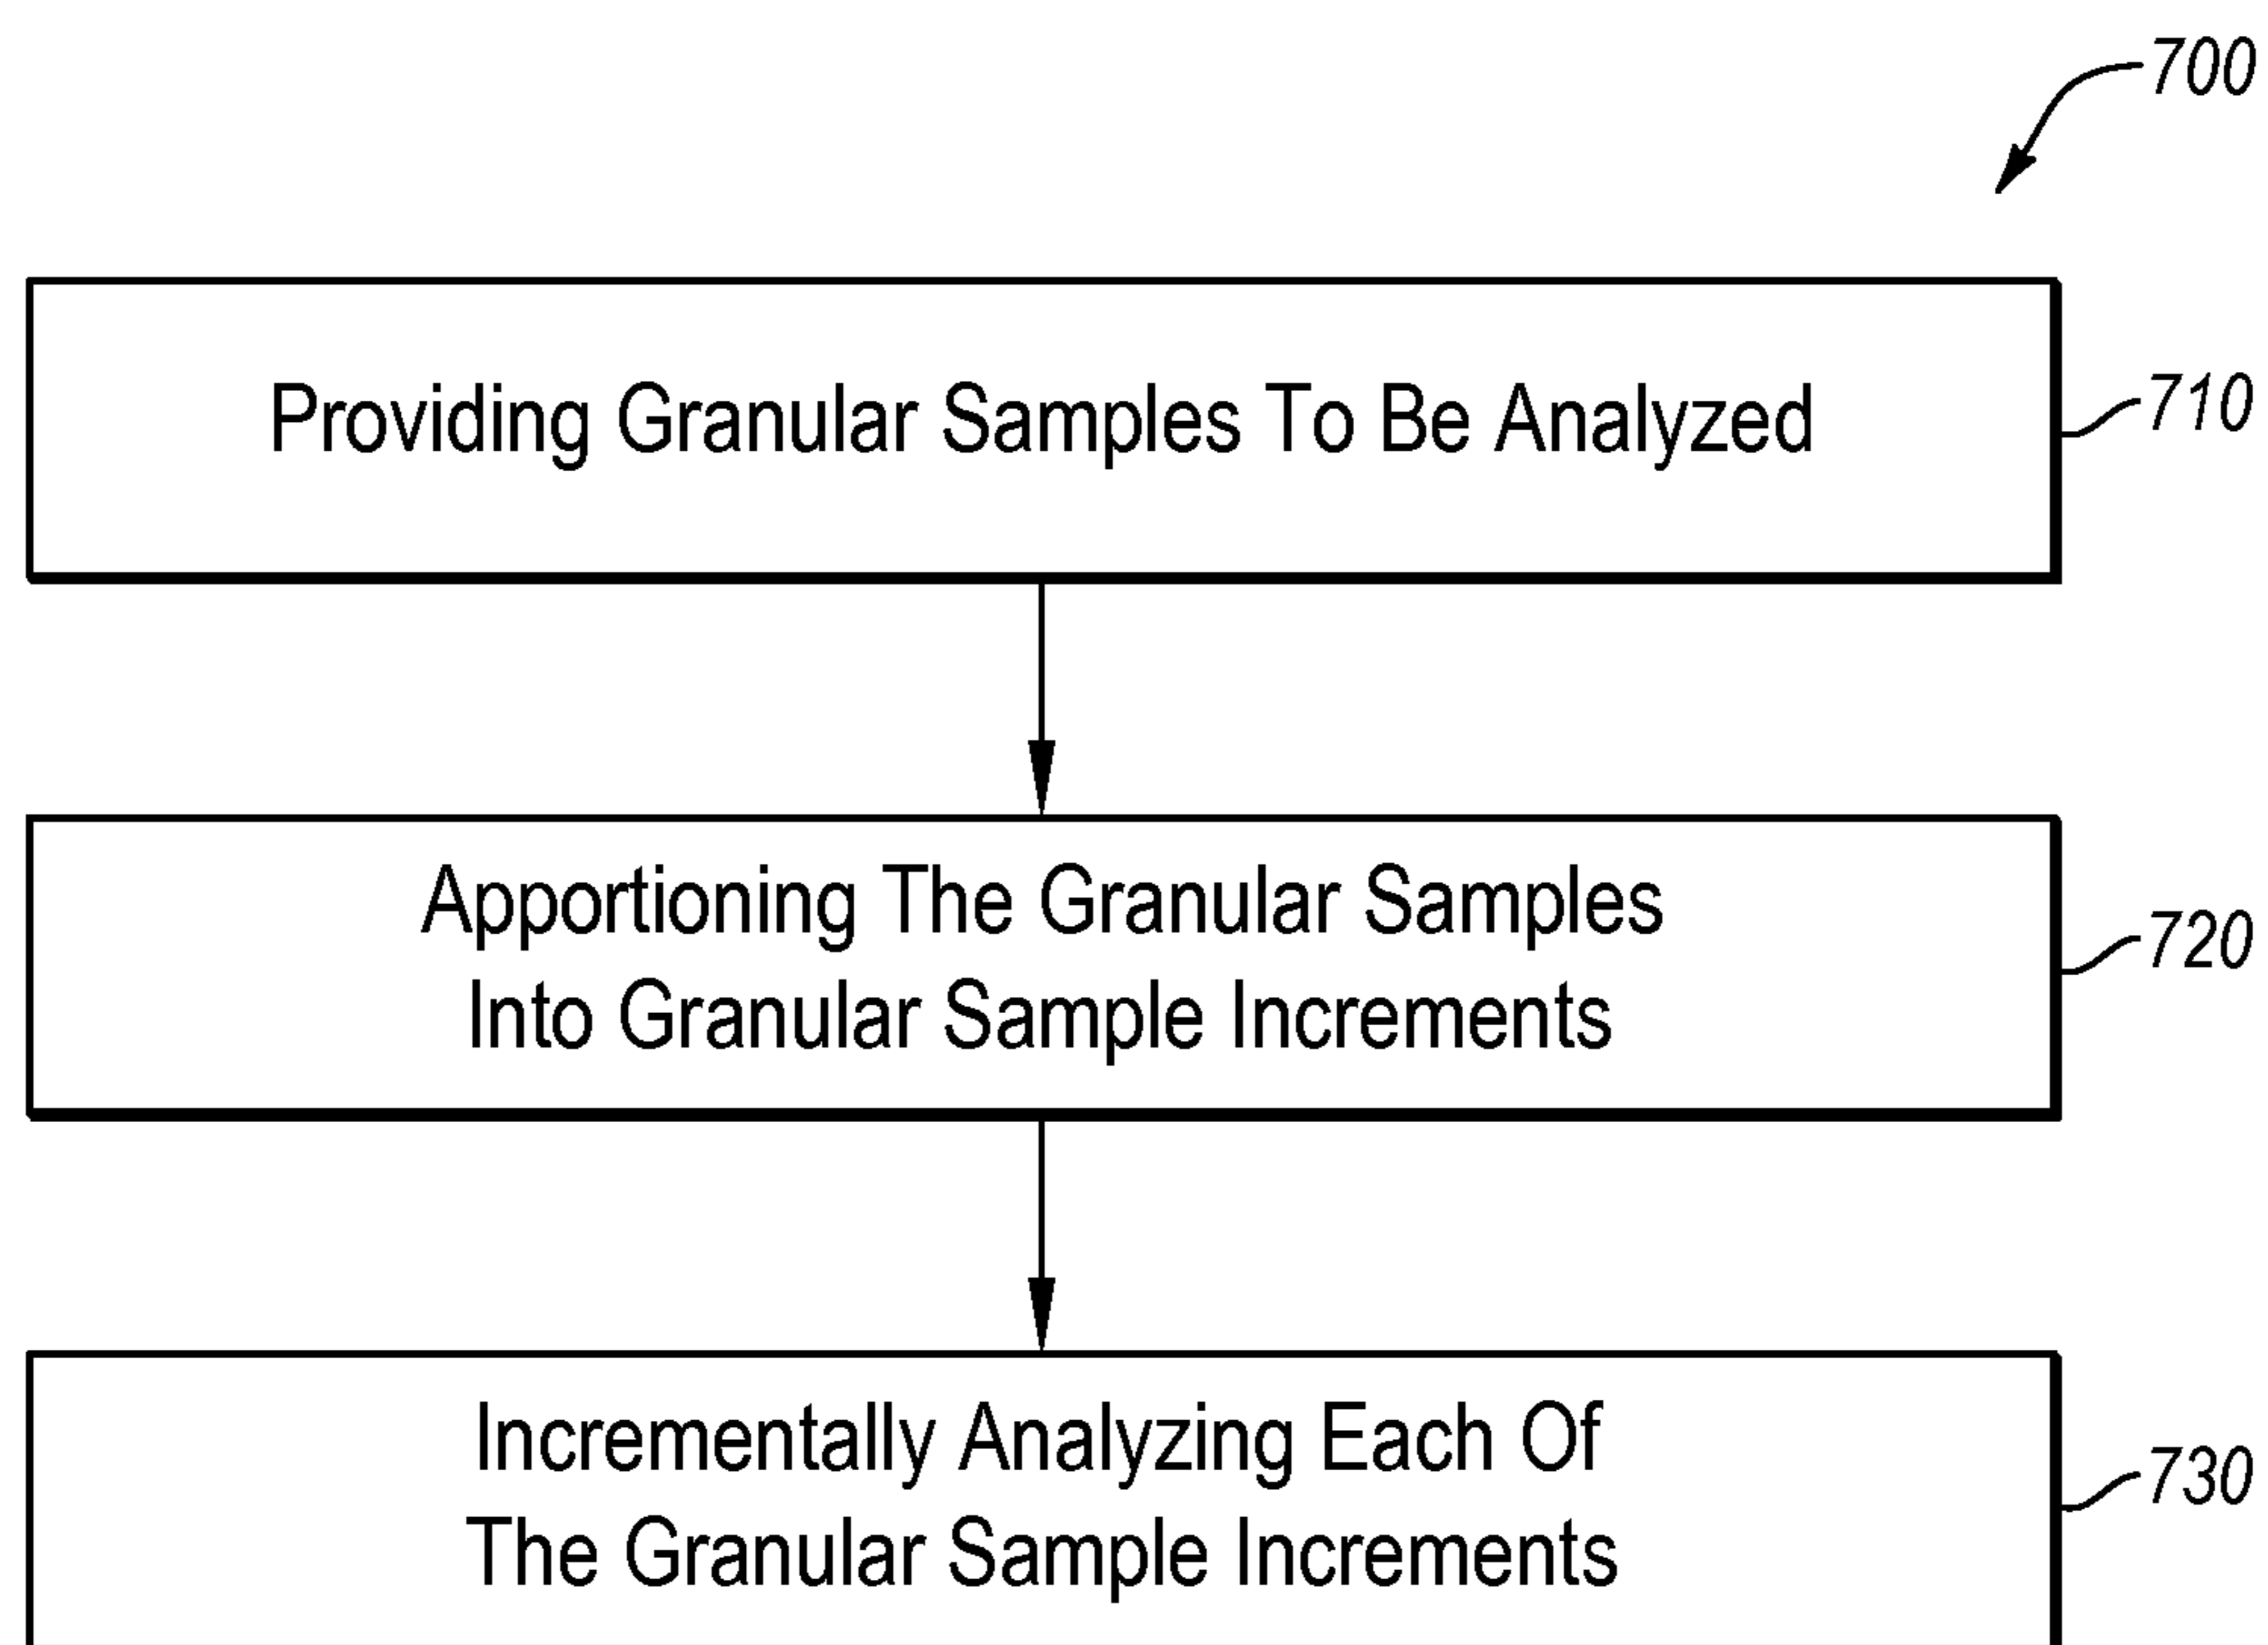 700
Providing Granular Samples To Be Analyzed
710
Apportioning The Granular Samples
Into Granular Sample Increments
720
Incrementally Analyzing Each Of
The Granular Sample Increments
730